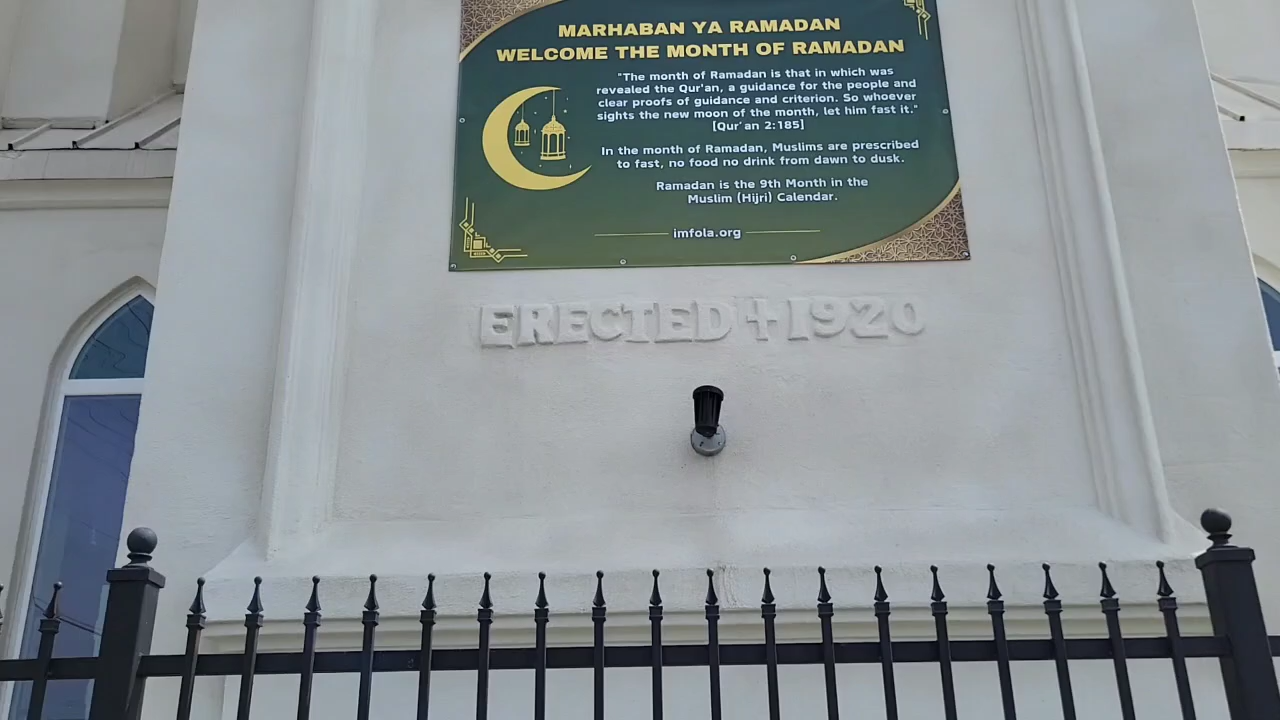 MARHABAN YA RAMADAN
WELCOME THE MONTH OF RAMADAN
"The month of Ramadan is that in which was
revealed the Qur'an, a guidance for the people and
clear proofs of guidance and criterion. So whoever
sights the new moon of the month, let him fast it."
[Qur'an 2:185]
In the month of Ramadan, Muslims are prescribed
to fast, no food no drink from dawn to dusk.
Ramadan is the 9th Month in the
Muslim (Hijri) Calendar.
imfola.org
ERECTED † 1920